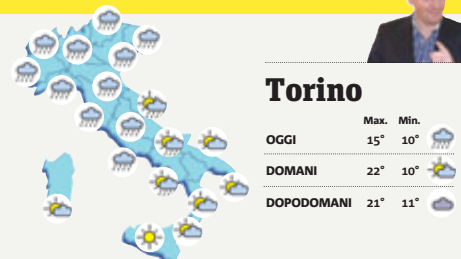 Torino
Max. Min.
OGGI 15° 10°
DOMANI 22° 10°
DOPODOMANI 21° 11°